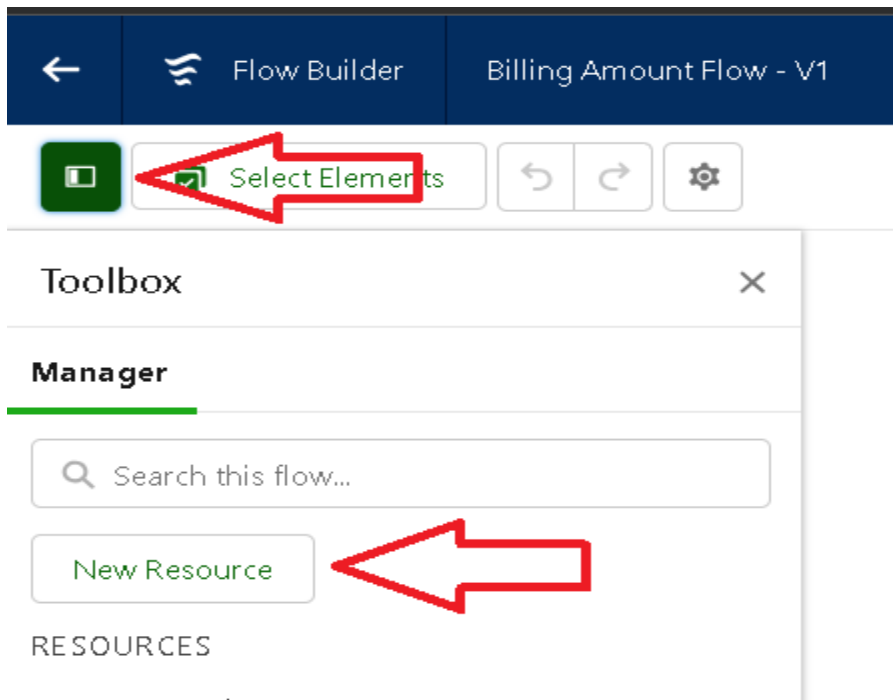 Flow Builder
Billing Amount Flow - V1
Select Elements
Toolbox
Manager
Search this flow...
New Resource
RESOURCES